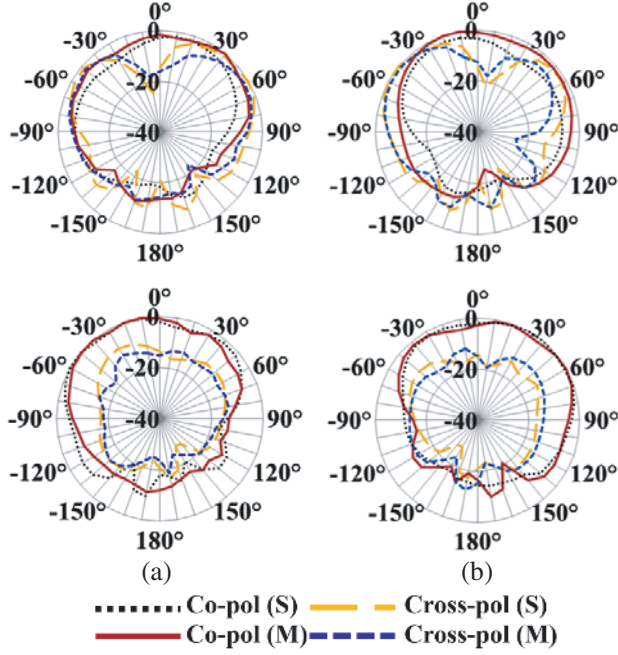 0° 0°
-30° 0 30° -30° 0 30°
-60° -20 60° -60° -20 60°
-90° -40 90° -90° -40 90°
-120° 120° -120° 120°
-150° 150° -150° 150°
180° 180°
0° 0°
-30° 0 30° -30° 0 30°
-60° -20 60° -60° -20 60°
-90° -40 90° -90° -40 90°
-120° 120° -120° 120°
-150° 150° -150° 150°
180° 180°
(a) (b)
Co-pol (S) Cross-pol (S)
Co-pol (M) Cross-pol (M)